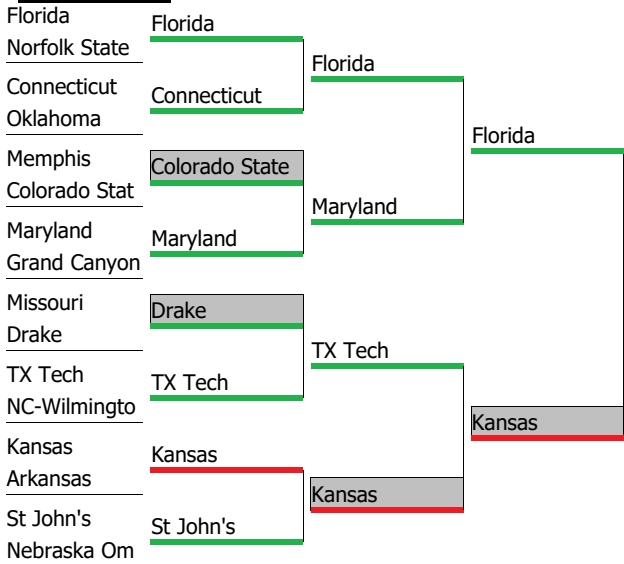 Florida
Norfolk State
Connecticut
Oklahoma
Memphis
Colorado Stat
Maryland
Grand Canyon
Missouri
Drake
TX Tech
NC-Wilmingto
Kansas
Arkansas
St John's
Nebraska Om
Florida
Connecticut
Colorado State
Maryland
Drake
TX Tech
Kansas
St John's
Florida
Maryland
TX Tech
Kansas
Florida
Kansas